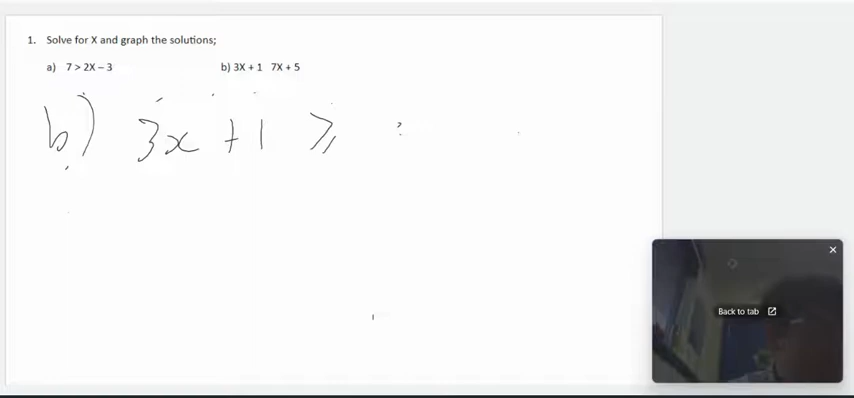 1. Solve for X and graph the solutions;
a) 7 > 2X – 3 b) 3X + 1 7X + 5
b) 3x + 1 ⩾
Back to tab